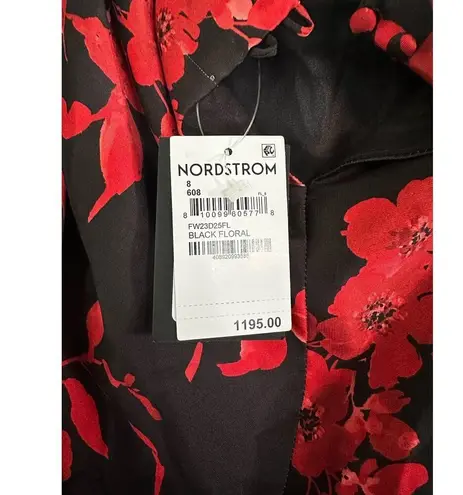 NORDSTROM
8
608
8 10099 60577 8
FW23D25FL
BLACK FLORAL
1195.00